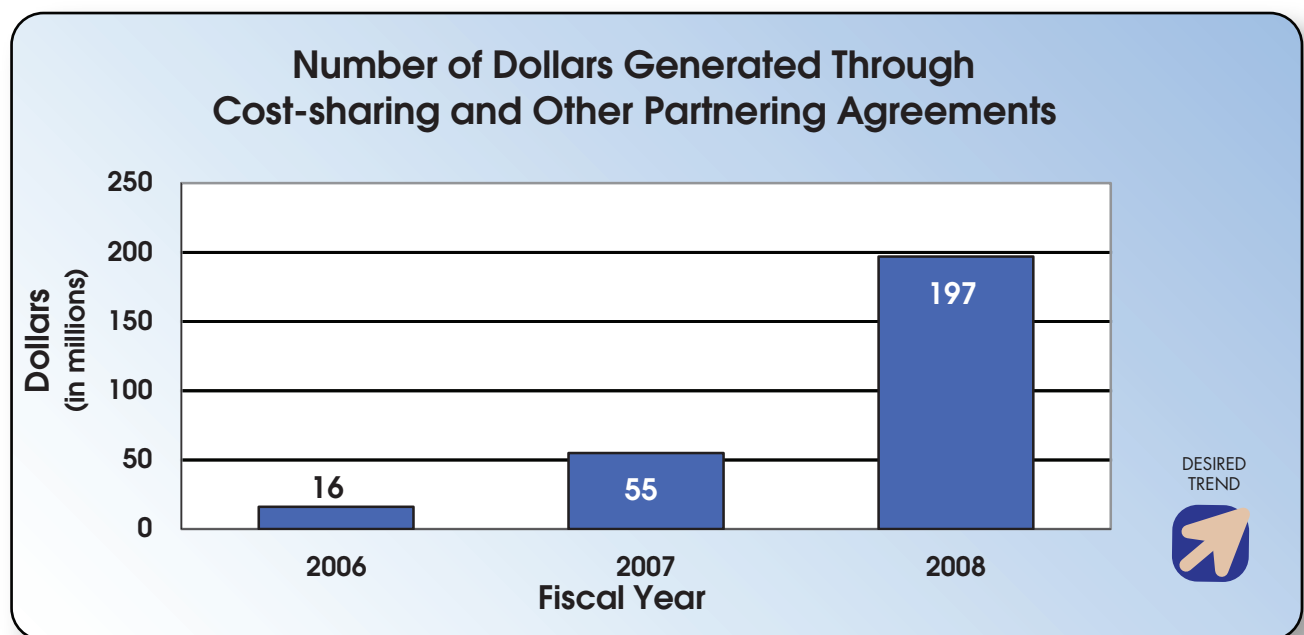 Number of Dollars Generated Through
Cost-sharing and Other Partnering Agreements
250
200
150
100
50
0
Dollars
(in millions)
16
55
197
2006
2007
2008
Fiscal Year
DESIRED
TREND